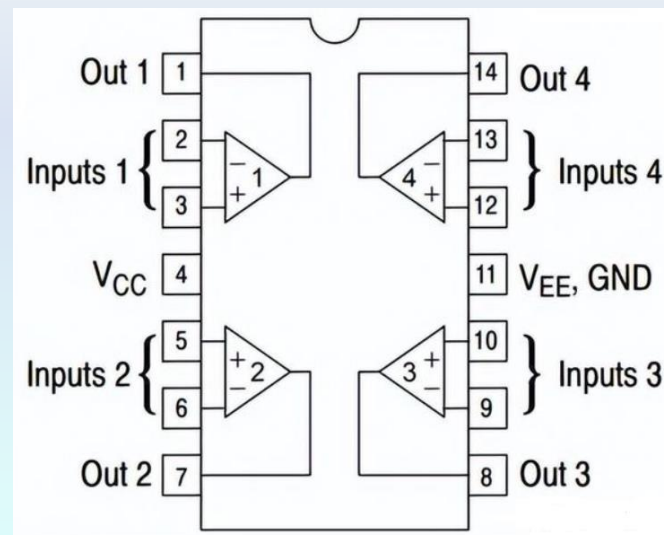 Out 1 1
14 Out 4
Inputs 1 { 2 − 1
3 +
− 4 13 } Inputs 4
+ 12
V_CC 4
11 V_EE, GND
Inputs 2 { 5 + 2
6 −
+ 3 10 } Inputs 3
− 9
Out 2 7
8 Out 3